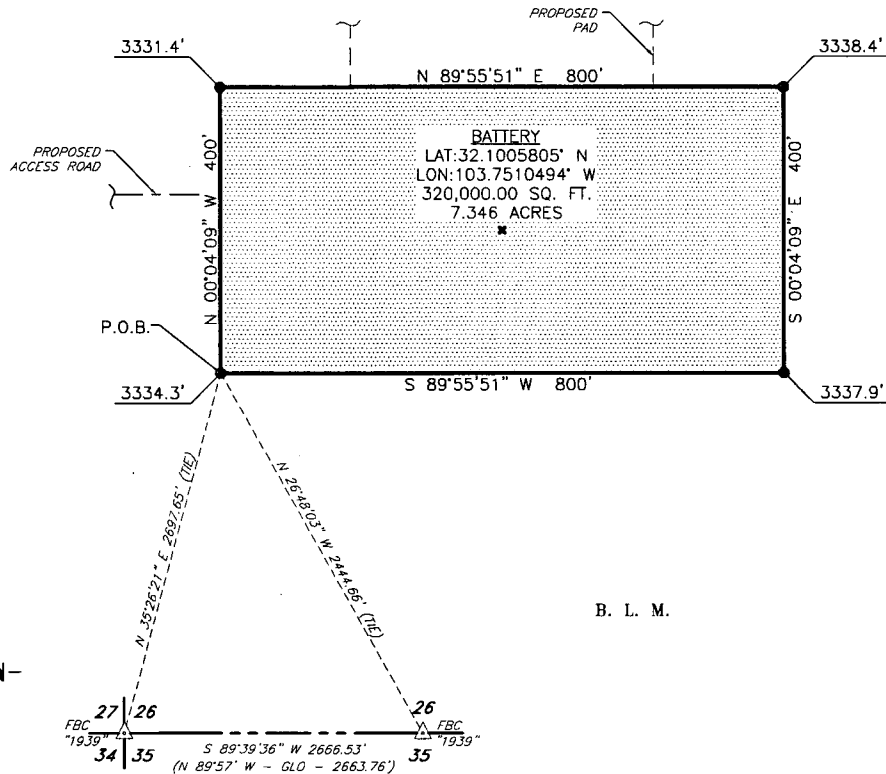 PROPOSED
PAD
3331.4'
3338.4'
N 89°55'51" E 800'
PROPOSED
ACCESS ROAD
N 00°04'09" W 400'
BATTERY
LAT:32.1005805° N
LON:103.7510494° W
320,000.00 SQ. FT.
7.346 ACRES
S 00°04'09" E 400'
P.O.B.
3334.3'
S 89°55'51" W 800'
3337.9'
N 35°26'21" E 2697.65' (TIE)
N 26°48'03" W 2444.66' (TIE)
B. L. M.
N-
27 26
26
FBC
"1939"
FBC
"1939"
34 35
35
S 89°39'36" W 2666.53'
(N 89°57' W - GLO - 2663.76')